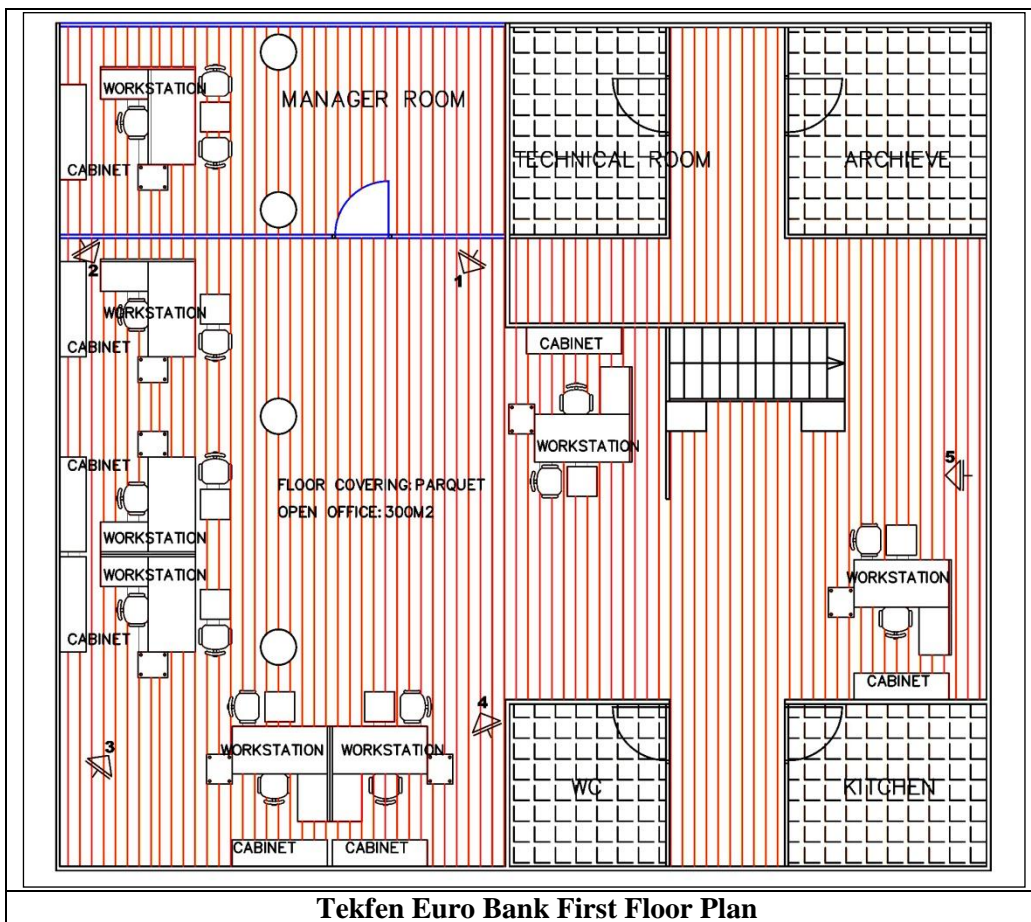 WORKSTATION
MANAGER ROOM
CABINET
TECHNICAL ROOM
ARCHIEVE
2
1
WORKSTATION
CABINET
CABINET
WORKSTATION
CABINET
FLOOR COVERING:PARQUET
OPEN OFFICE:300M2
5
WORKSTATION
WORKSTATION
WORKSTATION
CABINET
CABINET
4
3
WORKSTATION
WORKSTATION
WC
KITCHEN
CABINET
CABINET
Tekfen Euro Bank First Floor Plan